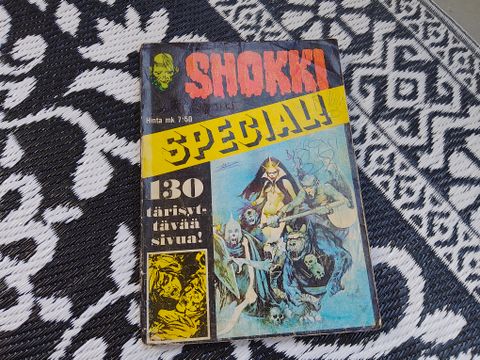 SHOKKI
Hinta mk 7:50
SPECIAL!
130
tärisyt-
tävää
sivua!